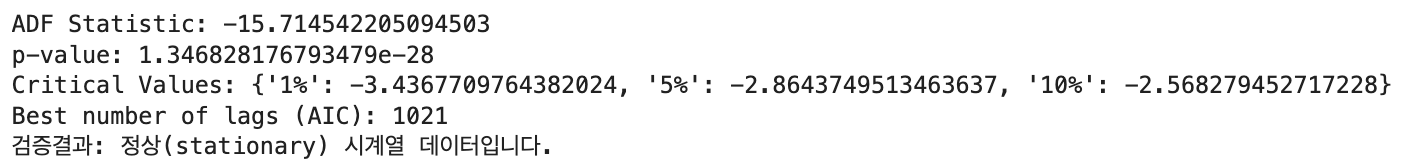 ADF Statistic: -15.714542205094503
p-value: 1.346828176793479e-28
Critical Values: {'1%': -3.4367709764382024, '5%': -2.8643749513463637, '10%': -2.568279452717228}
Best number of lags (AIC): 1021
검증결과: 정상(stationary) 시계열 데이터입니다.